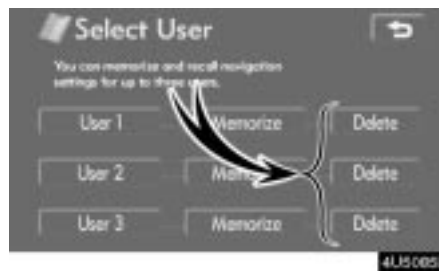 Select User
You can memorize and recall navigation
settings for up to three users.
User 1 Memorize Delete
User 2 Delete
User 3 Memorize Delete
4U508S